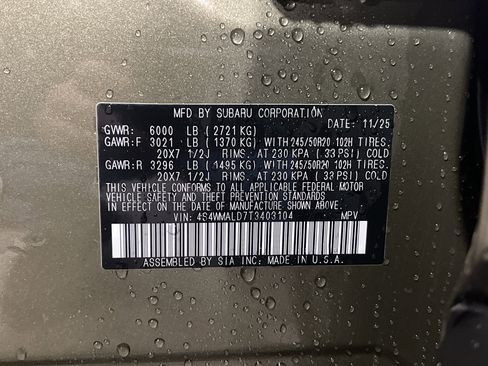 MFD BY SUBARU CORPORATION
DATE: 11/25
GVWR: 6000 LB ( 2721 KG)
GAWR:F 3021 LB ( 1370 KG) WITH 245/50R20 102H TIRES.
20X7 1/2J RIMS. AT 230 KPA ( 33 PSI) COLD
GAWR:R 3296 LB ( 1495 KG) WITH 245/50R20 102H TIRES.
20X7 1/2J RIMS. AT 230 KPA ( 33 PSI) COLD
THIS VEHICLE CONFORMS TO ALL APPLICABLE FEDERAL MOTOR
VEHICLE SAFETY AND THEFT PREVENTION STANDARDS
IN EFFECT ON THE DATE OF MANUFACTURE SHOWN ABOVE.
VIN: 4S4WMALD7T3403104 MPV
ASSEMBLED BY SIA INC: MADE IN U.S.A.